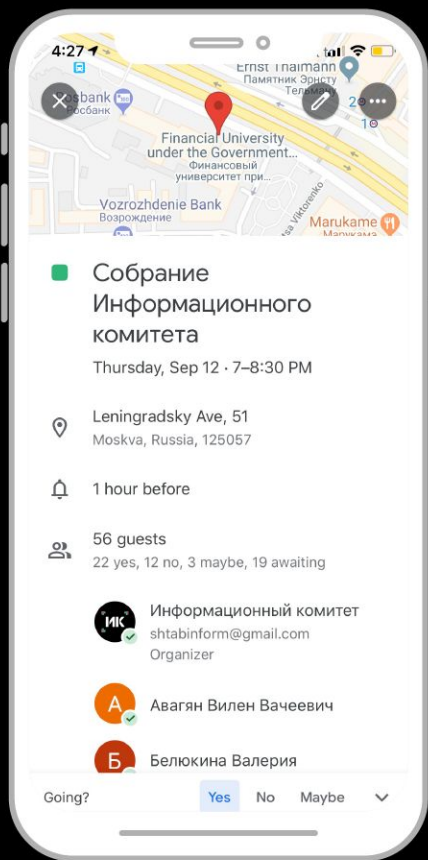 4:27
Ernst Thälmann
Памятник Эрнсту
Тельману
Rosbank
Росбанк
Financial University
under the Government...
Финансовый
университет при...
Vozrozhdenie Bank
Возрождение
Marukame
Марукамэ
Собрание
Информационного
комитета
Thursday, Sep 12 · 7–8:30 PM
Leningradsky Ave, 51
Moskva, Russia, 125057
1 hour before
56 guests
22 yes, 12 no, 3 maybe, 19 awaiting
ИК
Информационный комитет
shtabinform@gmail.com
Organizer
А
Авагян Вилен Вачеевич
Б
Белюкина Валерия
Going?
Yes
No
Maybe